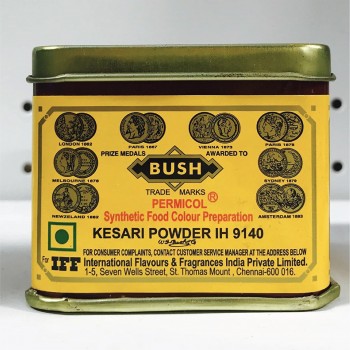 LONDON 1862
PARIS 1867
VIENNA 1873
PARIS 1878
PRIZE MEDALS
AWARDED TO
BUSH
TRADE MARKS
MELBOURNE 1878
SYDNEY 1879
PERMICOL®
Synthetic Food Colour Preparation
NEWZELAND 1880
AMSTERDAM 1883
KESARI POWDER IH 9140
FOR CONSUMER COMPLAINTS, CONTACT CUSTOMER SERVICE MANAGER AT THE ADDRESS BELOW
For IFF International Flavours & Fragrances India Private Limited.
1-5, Seven Wells Street, St. Thomas Mount, Chennai-600 016.